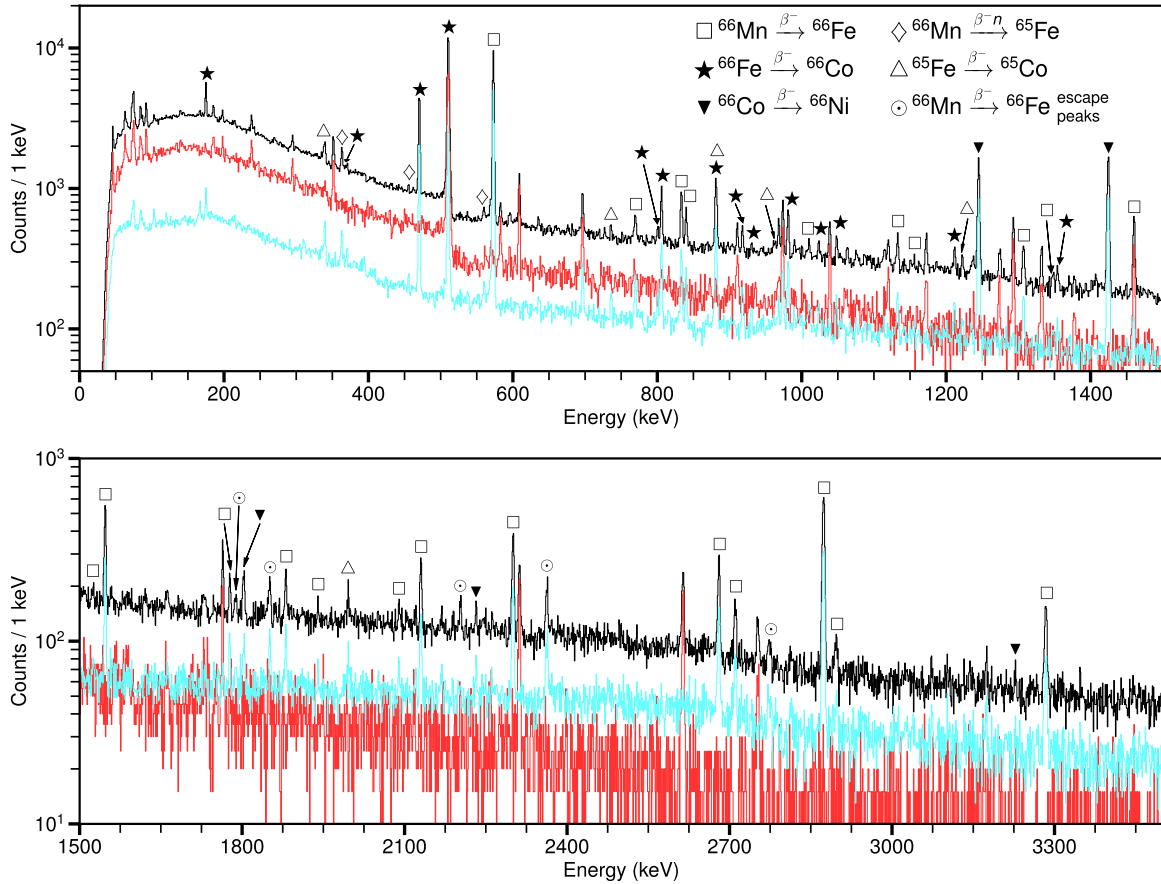 □ ⁶⁶Mn β⁻⟶ ⁶⁶Fe ◇ ⁶⁶Mn β⁻n⟶ ⁶⁵Fe
★ ⁶⁶Fe β⁻⟶ ⁶⁶Co △ ⁶⁵Fe β⁻⟶ ⁶⁵Co
▼ ⁶⁶Co β⁻⟶ ⁶⁶Ni ⊙ ⁶⁶Mn β⁻⟶ ⁶⁶Fe escape peaks
Counts / 1 keV
10⁴
10³
10²
0 200 400 600 800 1000 1200 1400
Energy (keV)
Counts / 1 keV
10³
10²
10¹
1500 1800 2100 2400 2700 3000 3300
Energy (keV)